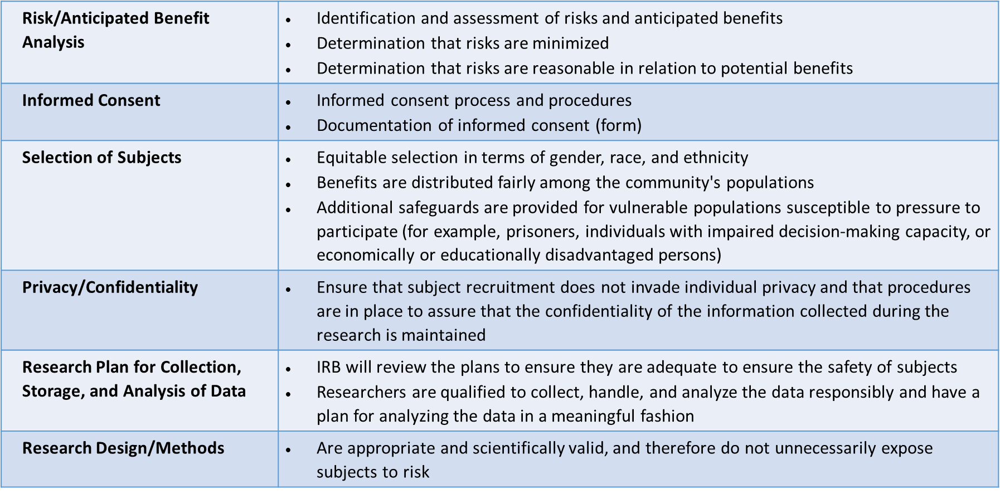 Risk/Anticipated Benefit
Analysis
• Identification and assessment of risks and anticipated benefits
• Determination that risks are minimized
• Determination that risks are reasonable in relation to potential benefits
Informed Consent
• Informed consent process and procedures
• Documentation of informed consent (form)
Selection of Subjects
• Equitable selection in terms of gender, race, and ethnicity
• Benefits are distributed fairly among the community's populations
• Additional safeguards are provided for vulnerable populations susceptible to pressure to
participate (for example, prisoners, individuals with impaired decision-making capacity, or
economically or educationally disadvantaged persons)
Privacy/Confidentiality
• Ensure that subject recruitment does not invade individual privacy and that procedures
are in place to assure that the confidentiality of the information collected during the
research is maintained
Research Plan for Collection,
Storage, and Analysis of Data
• IRB will review the plans to ensure they are adequate to ensure the safety of subjects
• Researchers are qualified to collect, handle, and analyze the data responsibly and have a
plan for analyzing the data in a meaningful fashion
Research Design/Methods
• Are appropriate and scientifically valid, and therefore do not unnecessarily expose
subjects to risk